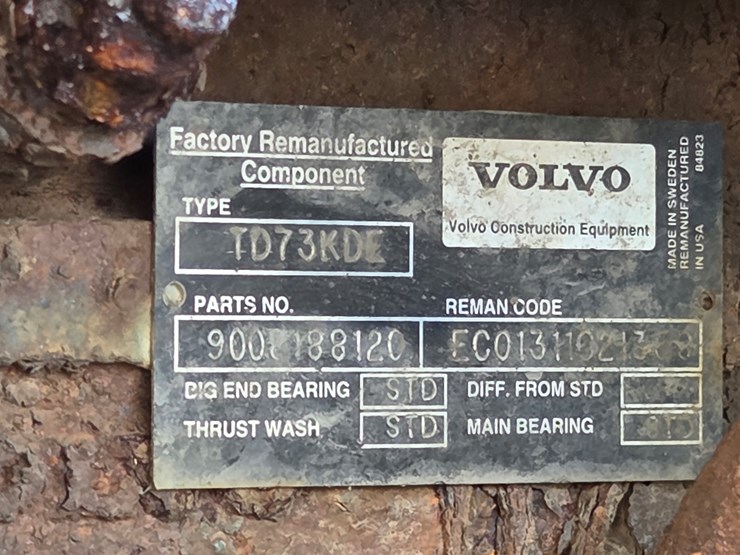 Factory Remanufactured
Component
VOLVO
Volvo Construction Equipment
MADE IN SWEDEN
REMANUFACTURED
IN USA 84823
TYPE
TD73KDE
PARTS NO.
REMAN CODE
BIG END BEARING STD
DIFF. FROM STD
THRUST WASH STD
MAIN BEARING STD